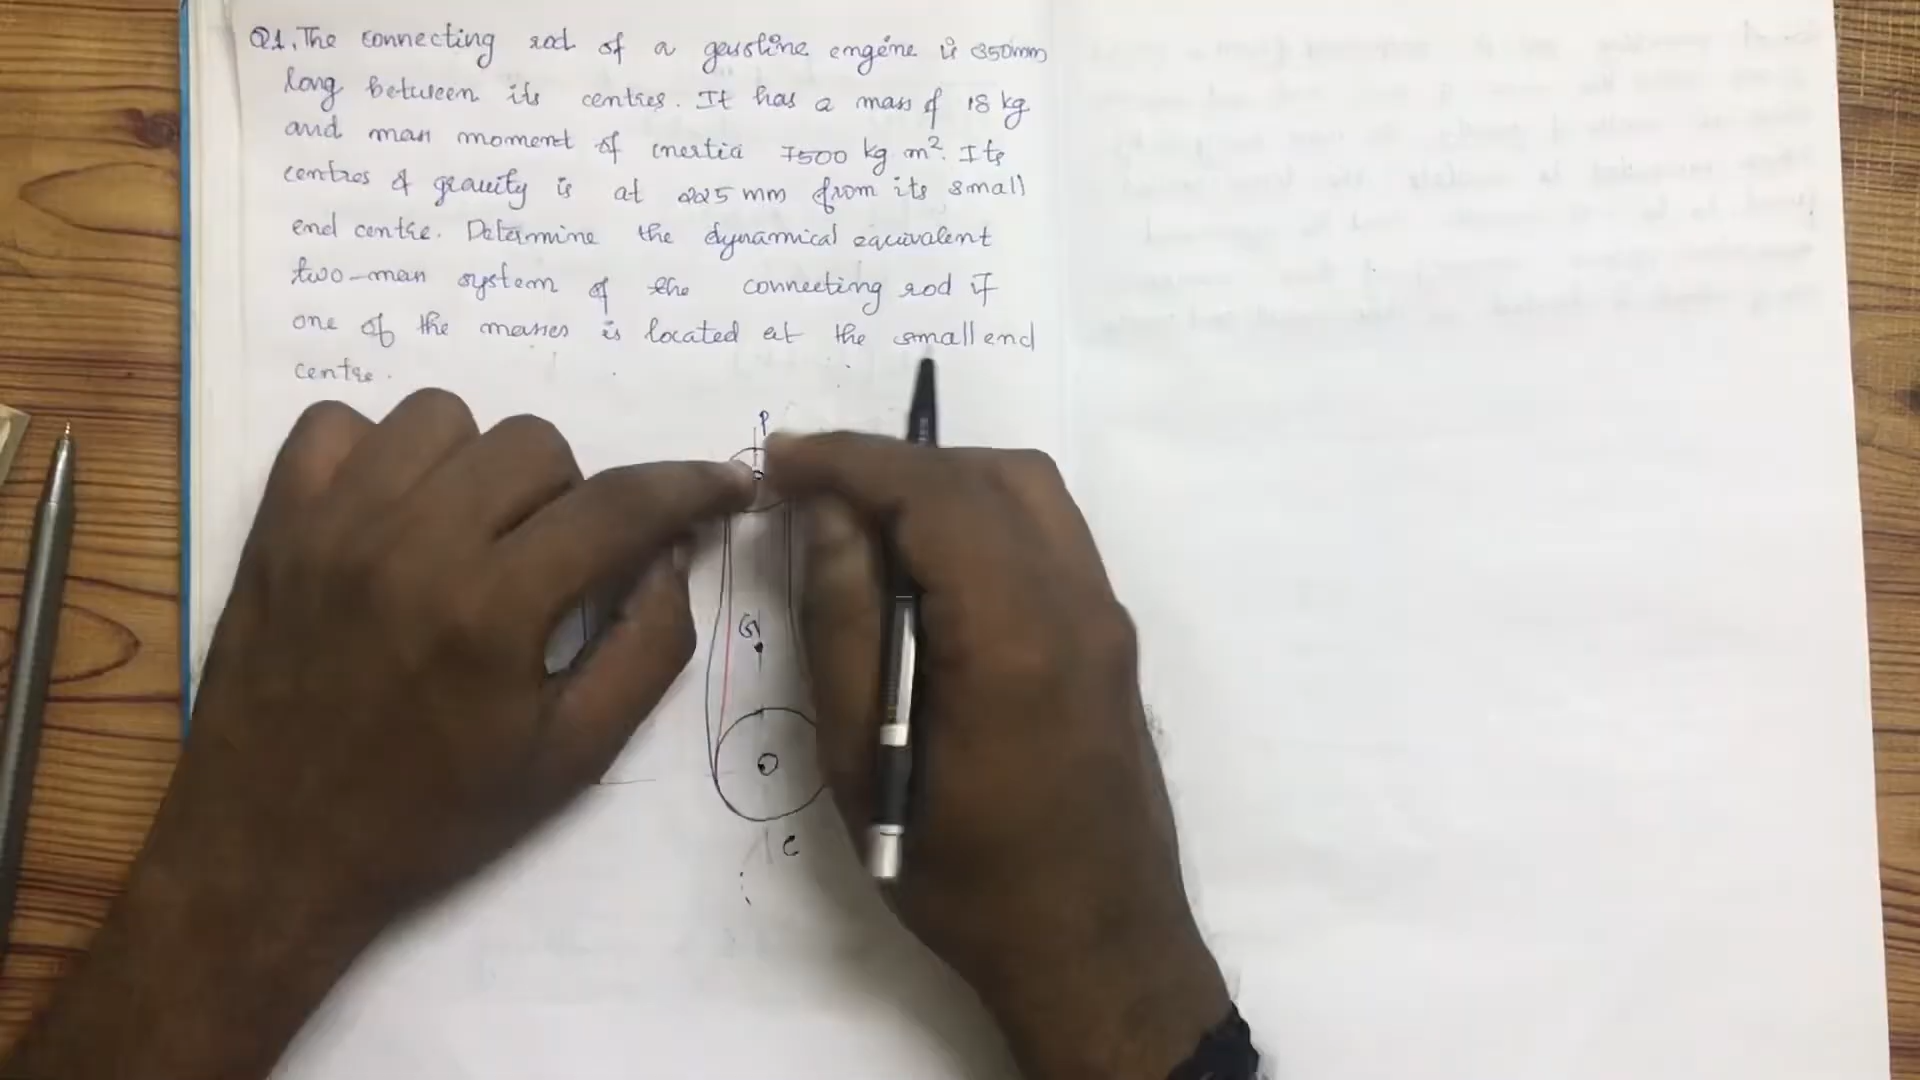 Q1. The connecting rod of a gasoline engine is 350mm
long between its centres. It has a mass of 18 kg
and mass moment of inertia 7500 kg m². Its
centres of gravity is at 225 mm from its small
end centre. Determine the dynamical equivalent
two-mass system of the connecting rod if
one of the masses is located at the small end
centre.
P
G
C